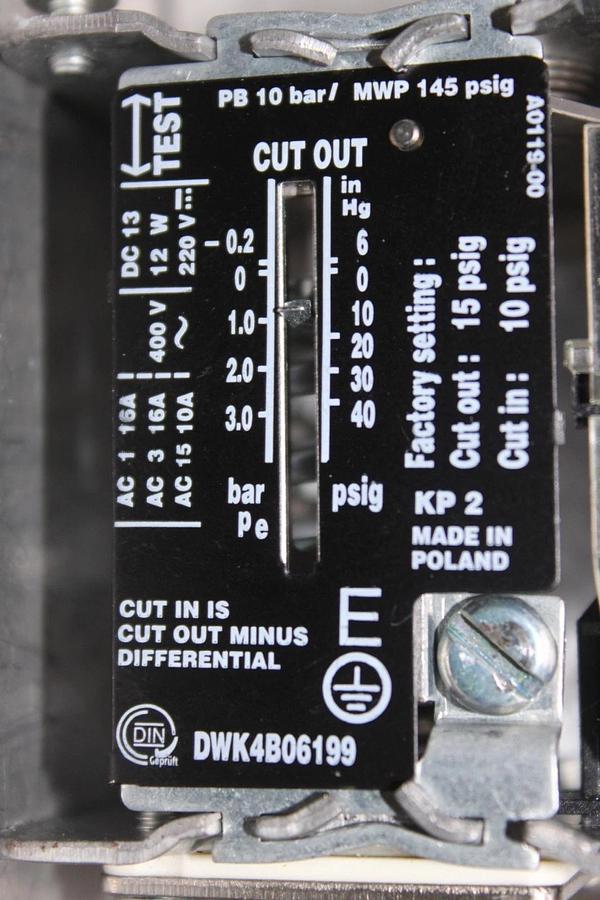 PB 10 bar/ MWP 145 psig
TEST
A0119-00
CUT OUT
in
Hg
-0.2 6
0 0
1.0 10
20
2.0 30
3.0 40
bar psig
Pe
DC 13
12 W
220 V
400 V ~
AC 1 16A
AC 3 16A
AC 15 10A
Factory setting :
Cut out : 15 psig
Cut in : 10 psig
KP 2
MADE IN
POLAND
CUT IN IS
CUT OUT MINUS
DIFFERENTIAL
E
DIN
Geprüft
DWK4B06199